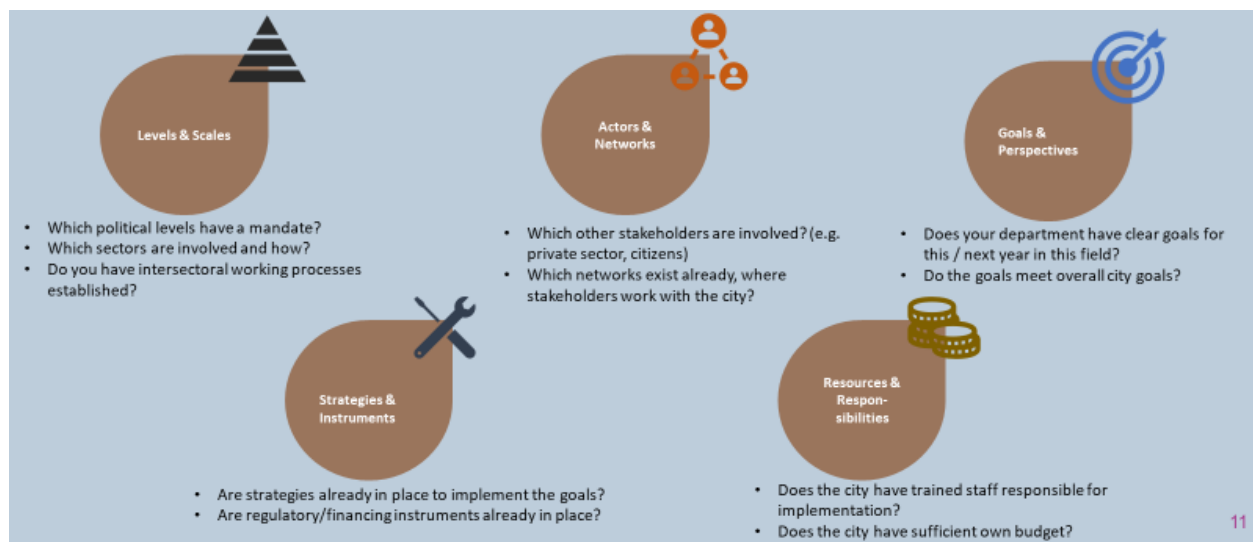 Levels & Scales
• Which political levels have a mandate?
• Which sectors are involved and how?
• Do you have intersectoral working processes
established?
Actors &
Networks
• Which other stakeholders are involved? (e.g.
private sector, citizens)
• Which networks exist already, where
stakeholders work with the city?
Goals &
Perspectives
• Does your department have clear goals for
this / next year in this field?
• Do the goals meet overall city goals?
Strategies &
Instruments
• Are strategies already in place to implement the goals?
• Are regulatory/financing instruments already in place?
Resources &
Respon-
sibilities
• Does the city have trained staff responsible for
implementation?
• Does the city have sufficient own budget?
11